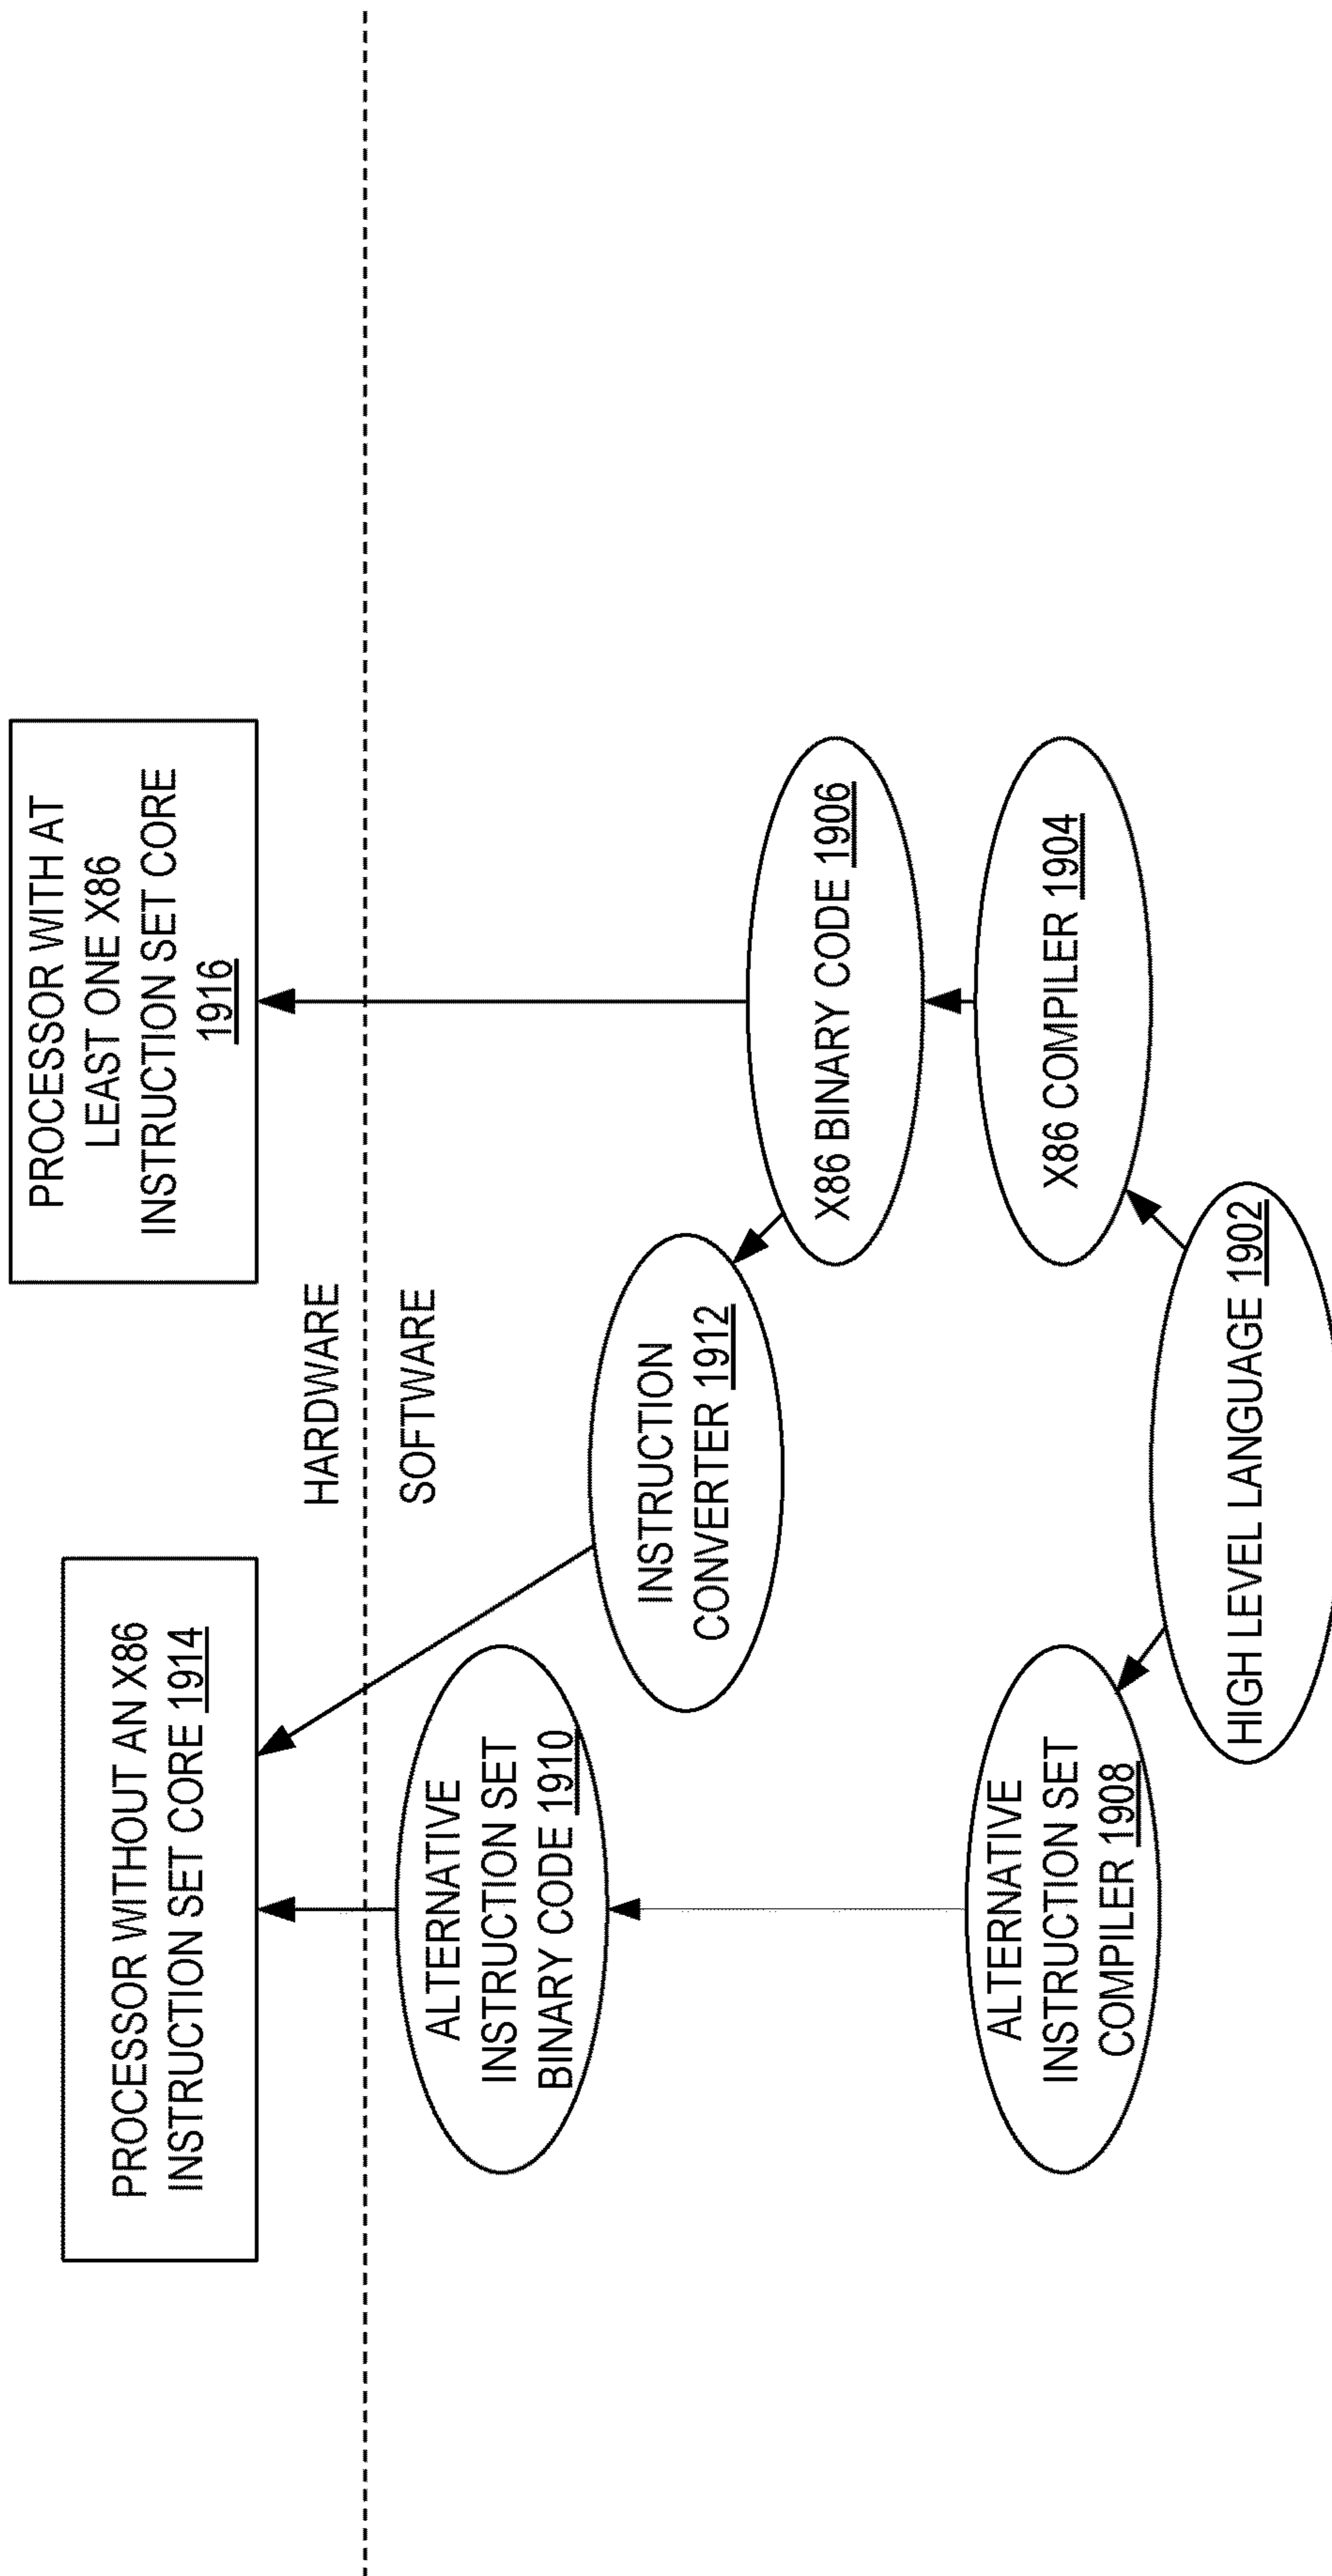 PROCESSOR WITHOUT AN X86
INSTRUCTION SET CORE 1914
PROCESSOR WITH AT
LEAST ONE X86
INSTRUCTION SET CORE
1916
HARDWARE
SOFTWARE
ALTERNATIVE
INSTRUCTION SET
BINARY CODE 1910
INSTRUCTION
CONVERTER 1912
X86 BINARY CODE 1906
ALTERNATIVE
INSTRUCTION SET
COMPILER 1908
X86 COMPILER 1904
HIGH LEVEL LANGUAGE 1902